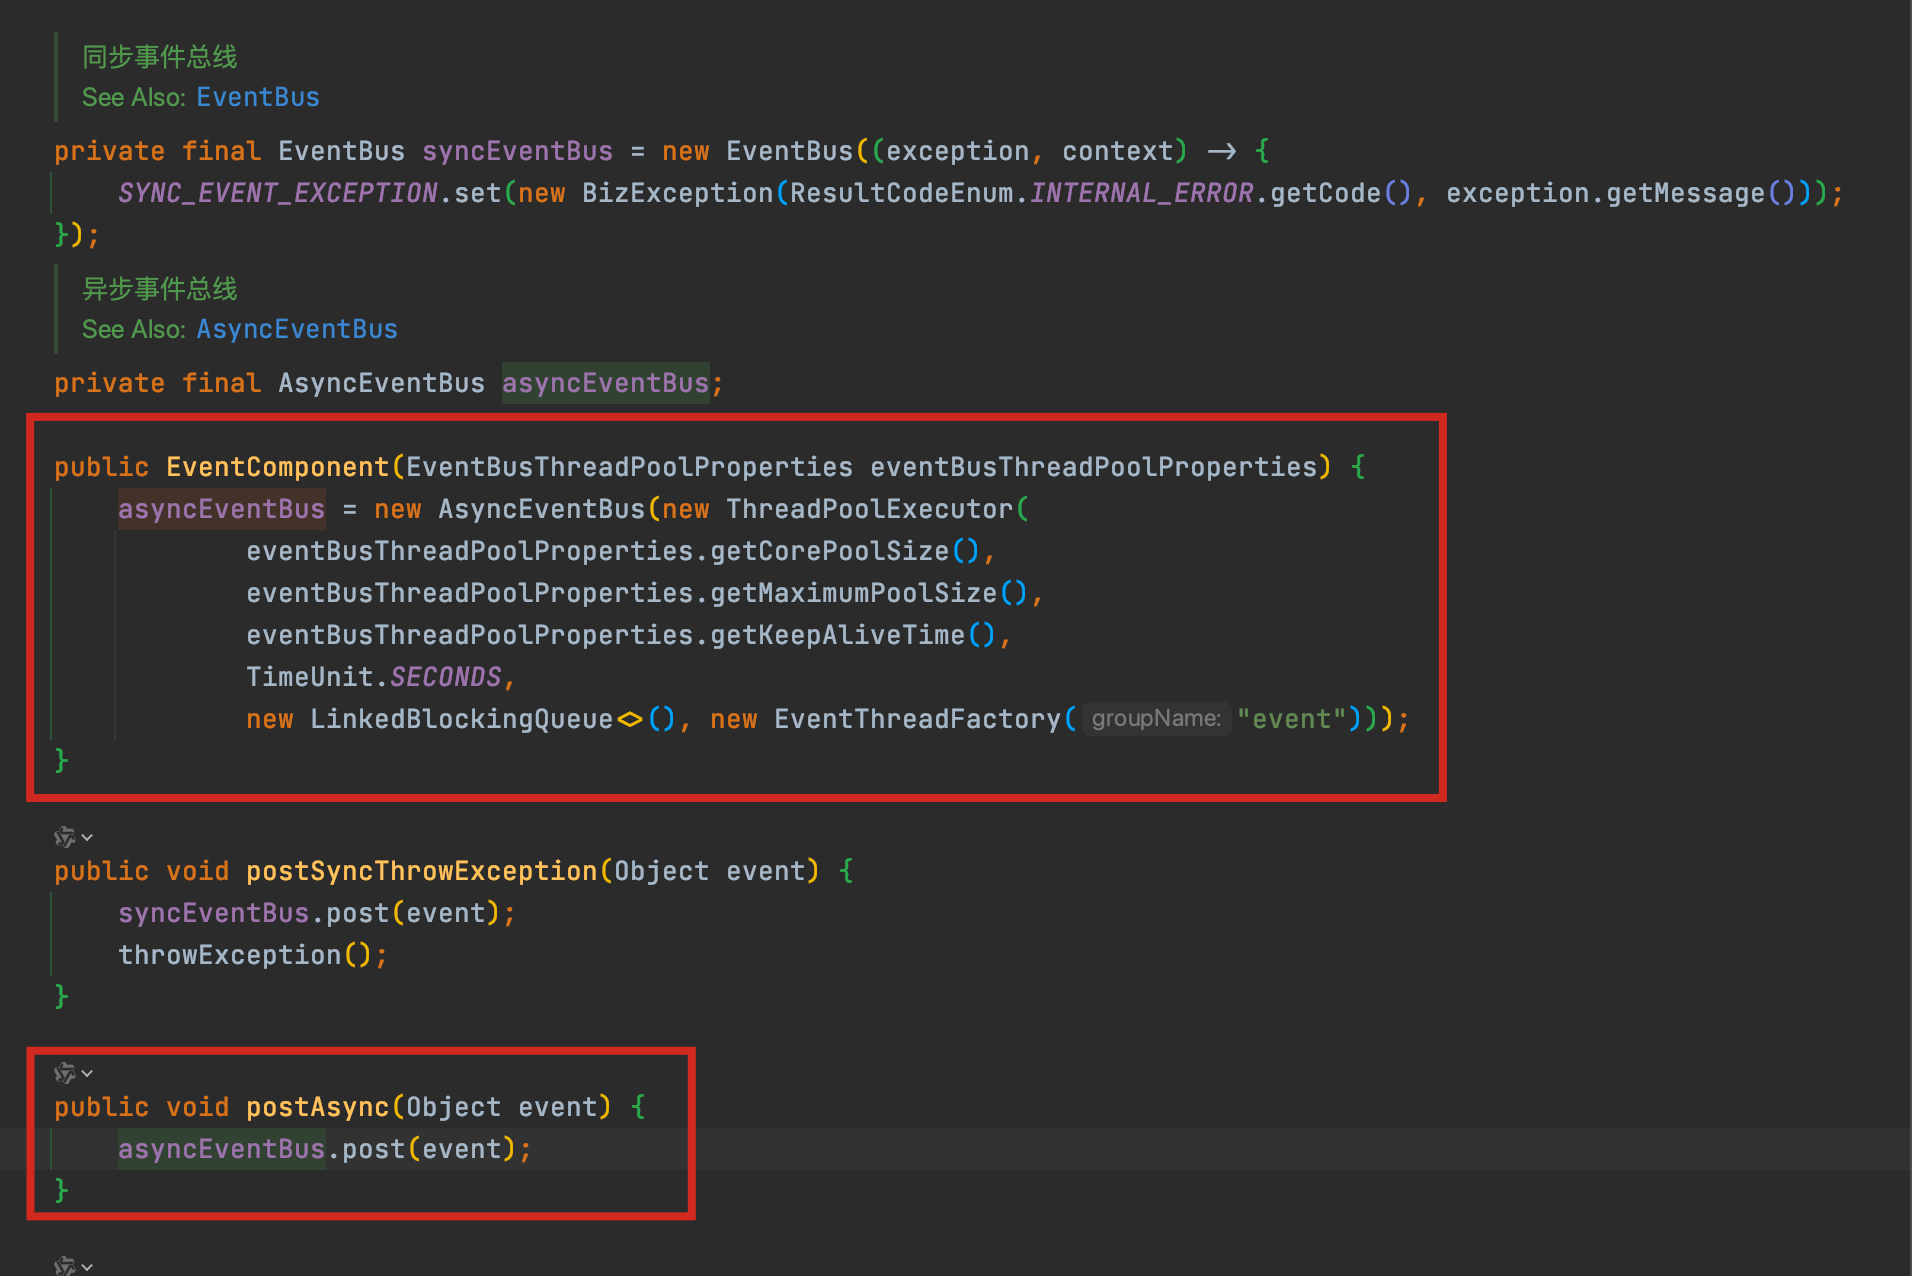 同步事件总线
See Also: EventBus
private final EventBus syncEventBus = new EventBus((exception, context) -> {
SYNC_EVENT_EXCEPTION.set(new BizException(ResultCodeEnum.INTERNAL_ERROR.getCode(), exception.getMessage()));
});
异步事件总线
See Also: AsyncEventBus
private final AsyncEventBus asyncEventBus;
public EventComponent(EventBusThreadPoolProperties eventBusThreadPoolProperties) {
asyncEventBus = new AsyncEventBus(new ThreadPoolExecutor(
eventBusThreadPoolProperties.getCorePoolSize(),
eventBusThreadPoolProperties.getMaximumPoolSize(),
eventBusThreadPoolProperties.getKeepAliveTime(),
TimeUnit.SECONDS,
new LinkedBlockingQueue<>(), new EventThreadFactory( groupName: "event")));
}
public void postSyncThrowException(Object event) {
syncEventBus.post(event);
throwException();
}
public void postAsync(Object event) {
asyncEventBus.post(event);
}